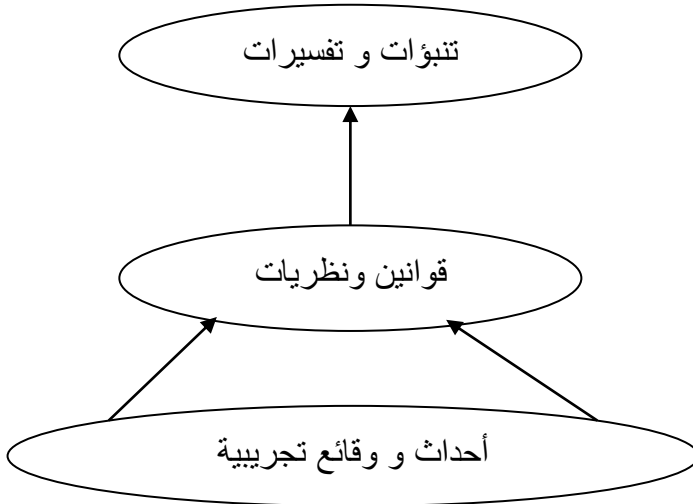 تنبؤات و تفسيرات
قوانين ونظريات
أحداث و وقائع تجريبية